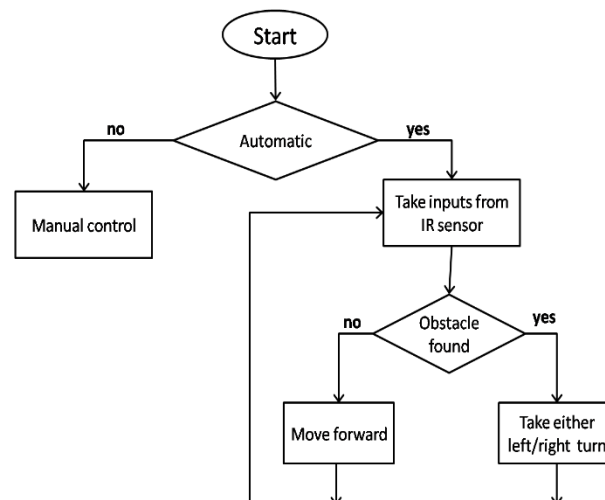 Start
Automatic
no
yes
Manual control
Take inputs from
IR sensor
Obstacle
found
no
yes
Move forward
Take either
left/right turn